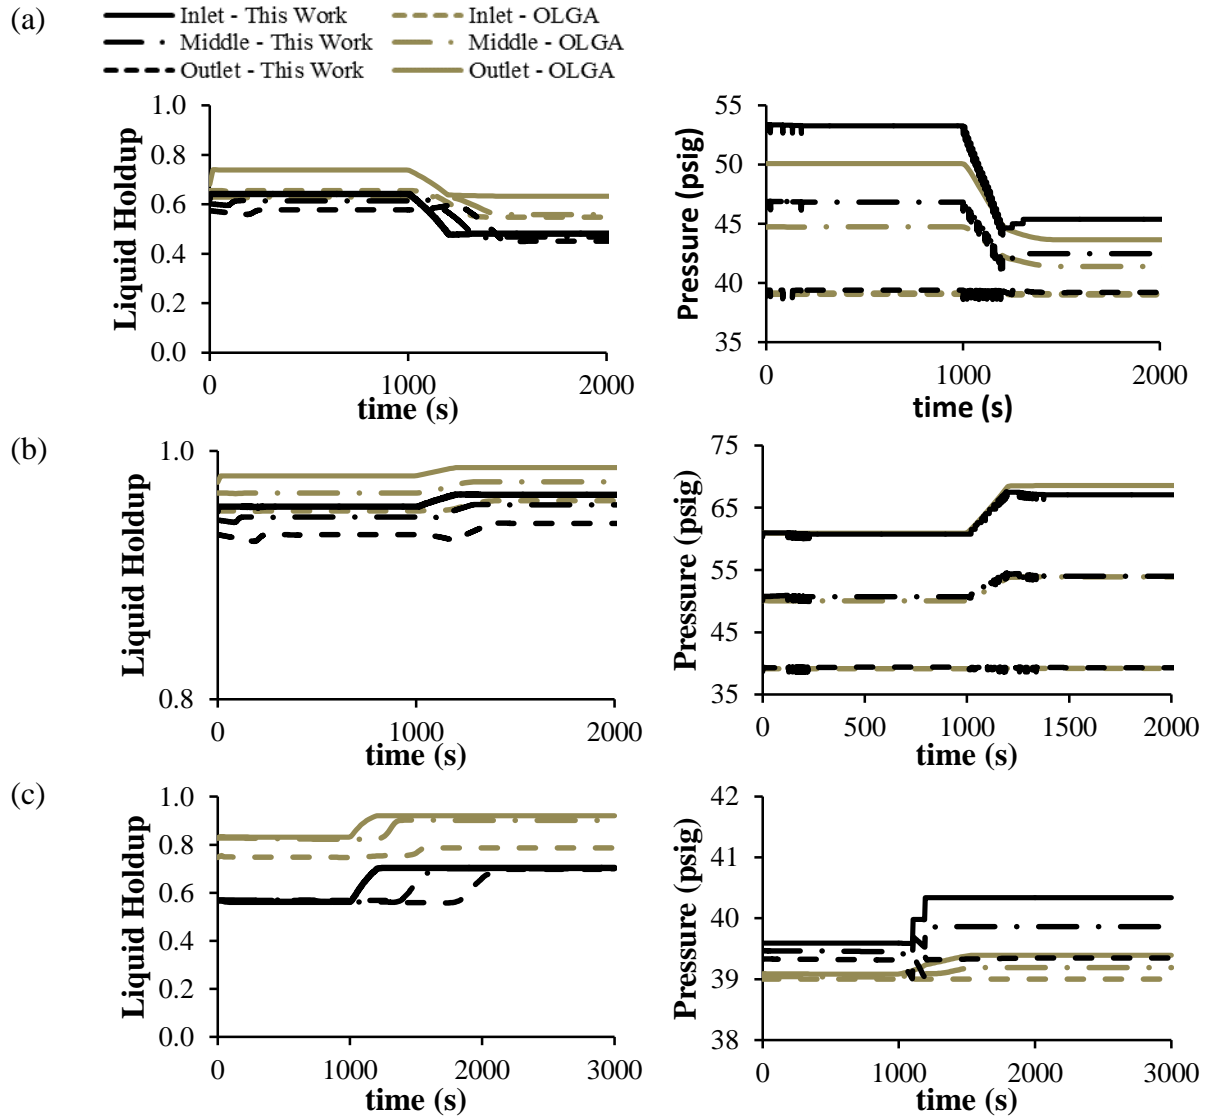 (a)
Inlet - This Work Inlet - OLGA
Middle - This Work Middle - OLGA
Outlet - This Work Outlet - OLGA
1.0
0.8
0.6
0.4
0.2
0.0
Liquid Holdup
0 1000 2000
time (s)
55
50
45
40
35
Pressure (psig)
0 1000 2000
time (s)
(b)
1.0
0.8
Liquid Holdup
0 1000 2000
time (s)
75
65
55
45
35
Pressure (psig)
0 500 1000 1500 2000
time (s)
(c)
1.0
0.8
0.6
0.4
0.2
0.0
Liquid Holdup
0 1000 2000 3000
time (s)
42
41
40
39
38
Pressure (psig)
0 1000 2000 3000
time (s)